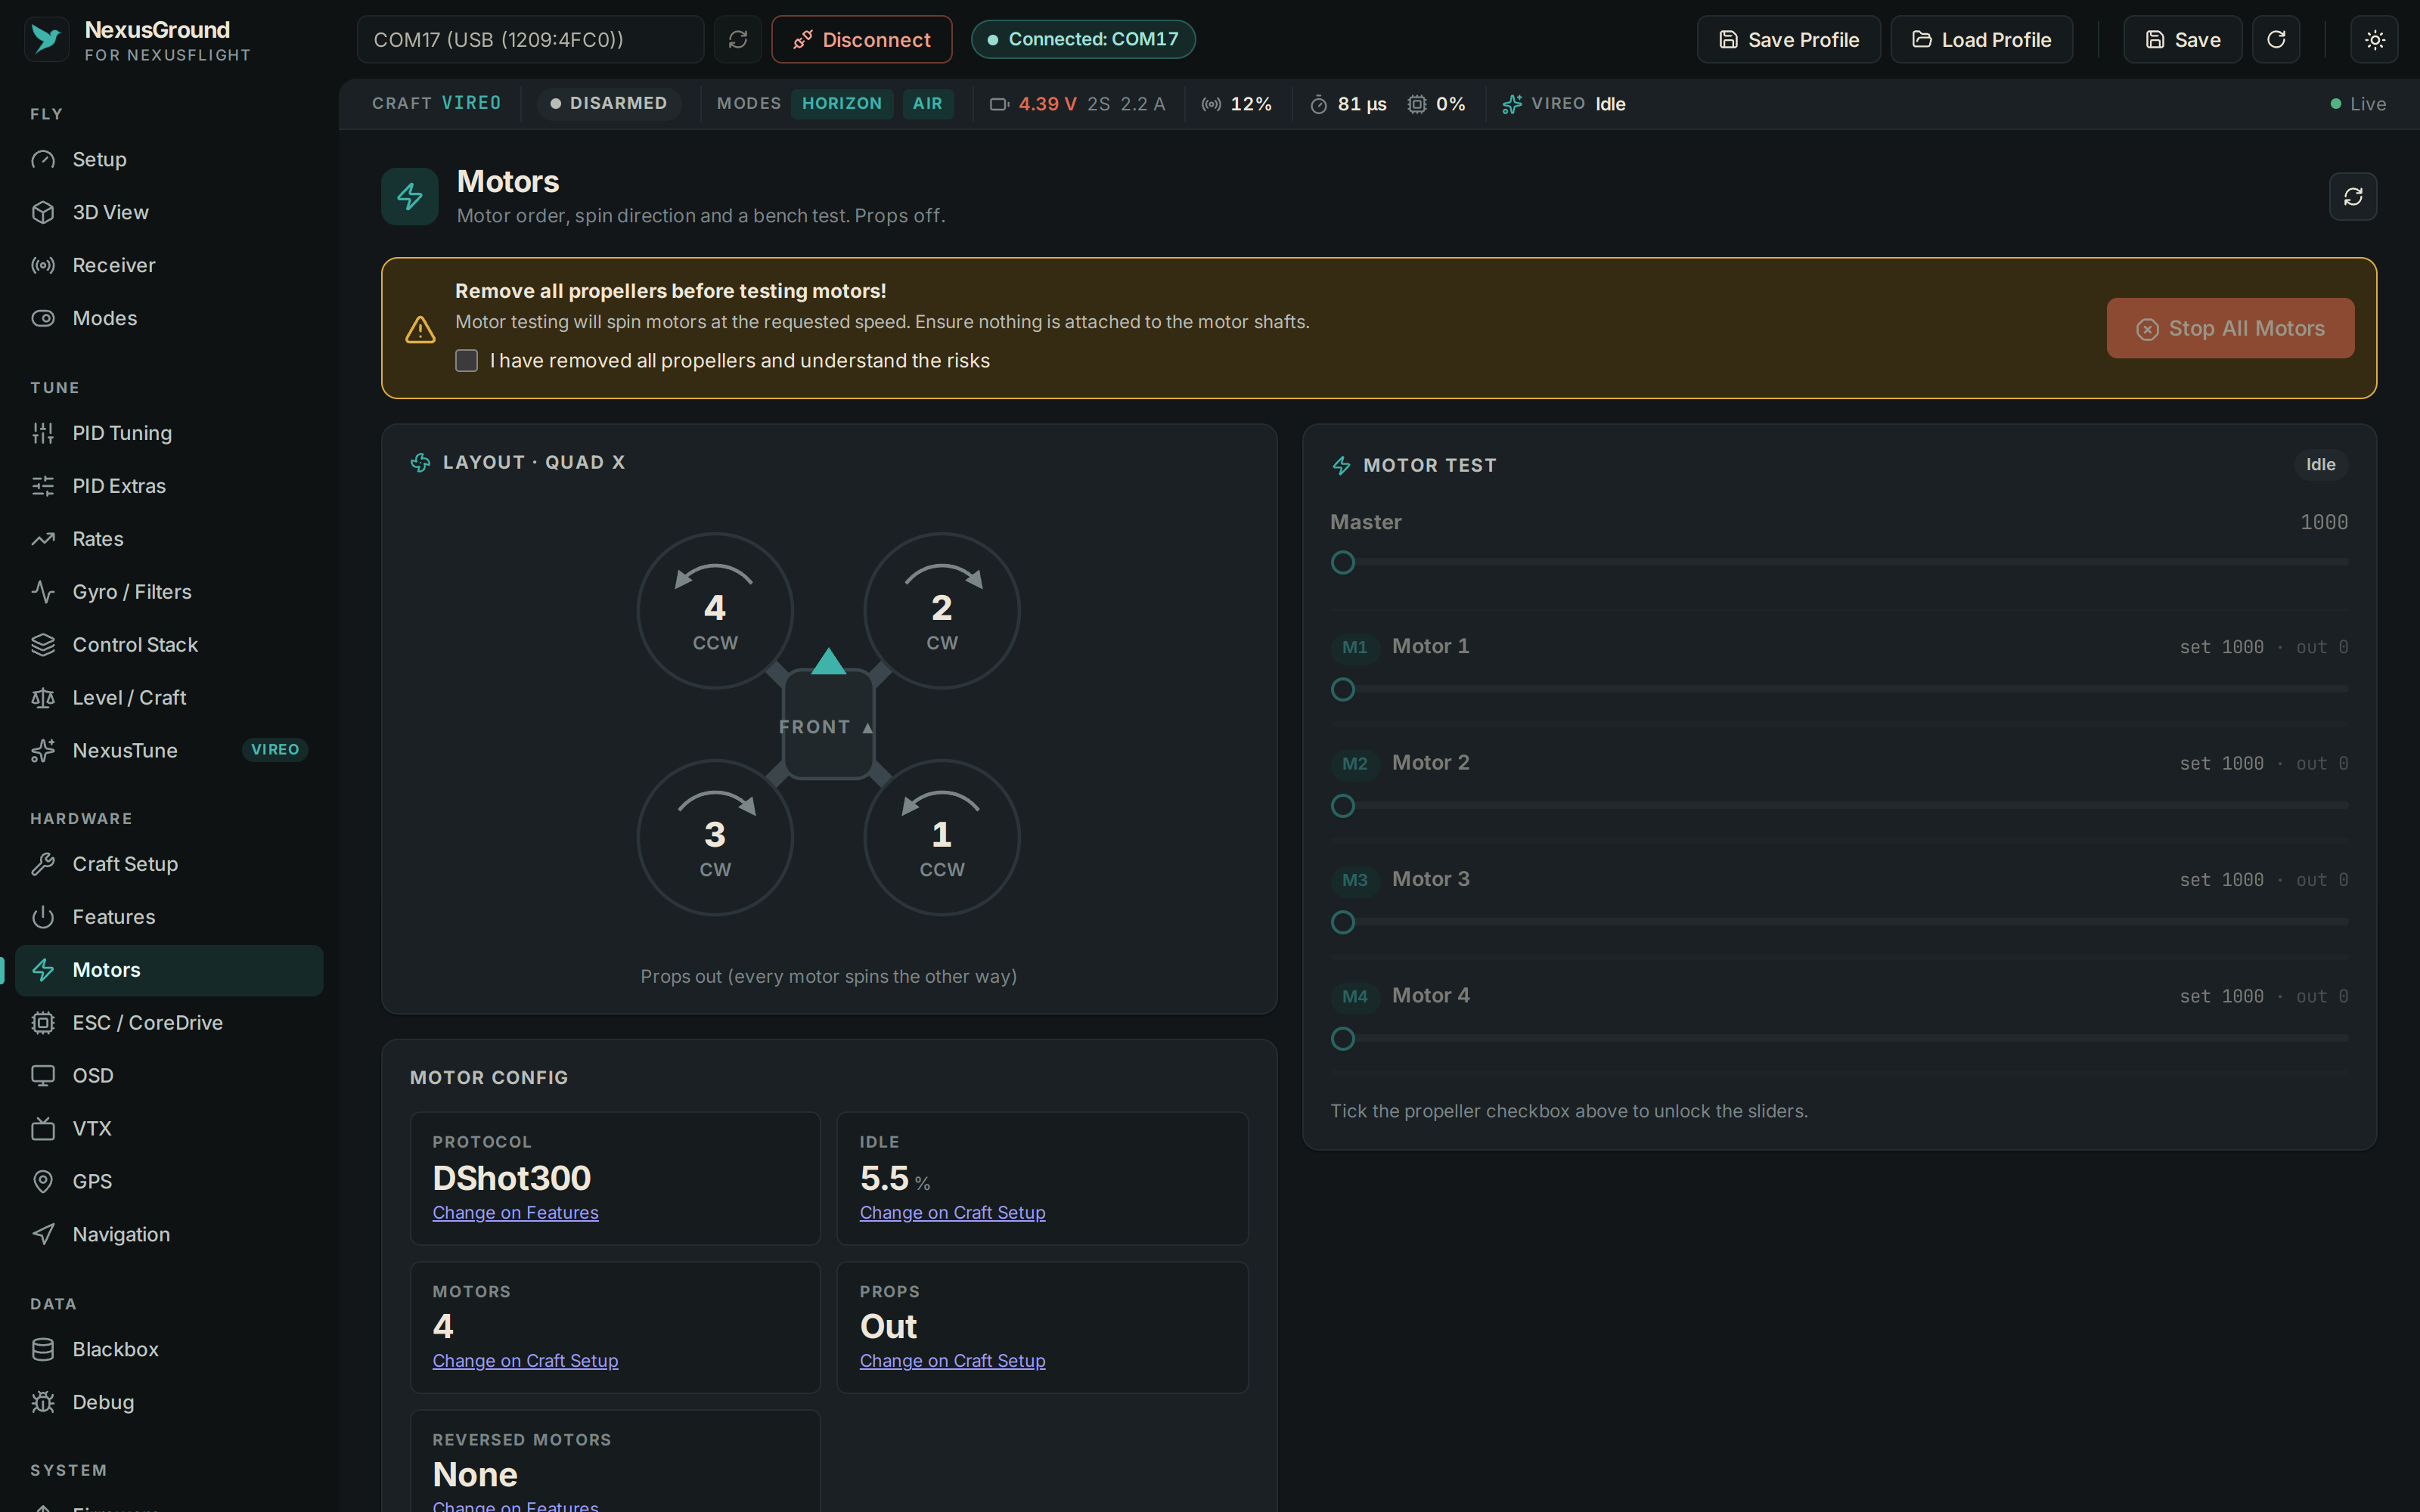 NexusGround
FOR NEXUSFLIGHT
COM17 (USB (1209:4FC0))
Disconnect
Connected: COM17
Save Profile
Load Profile
Save
CRAFT VIREO
DISARMED
MODES HORIZON AIR
4.39 V 2S 2.2 A
12%
81 µs
0%
VIREO Idle
Live
FLY
Setup
3D View
Receiver
Modes
TUNE
PID Tuning
PID Extras
Rates
Gyro / Filters
Control Stack
Level / Craft
NexusTune VIREO
HARDWARE
Craft Setup
Features
Motors
ESC / CoreDrive
OSD
VTX
GPS
Navigation
DATA
Blackbox
Debug
SYSTEM
Motors
Motor order, spin direction and a bench test. Props off.
Remove all propellers before testing motors!
Motor testing will spin motors at the requested speed. Ensure nothing is attached to the motor shafts.
I have removed all propellers and understand the risks
Stop All Motors
LAYOUT · QUAD X
4
CCW
2
CW
FRONT ▲
3
CW
1
CCW
Props out (every motor spins the other way)
MOTOR CONFIG
PROTOCOL
DShot300
Change on Features
IDLE
5.5 %
Change on Craft Setup
MOTORS
4
Change on Craft Setup
PROPS
Out
Change on Craft Setup
REVERSED MOTORS
None
Change on Features
MOTOR TEST
Idle
Master 1000
M1 Motor 1 set 1000 · out 0
M2 Motor 2 set 1000 · out 0
M3 Motor 3 set 1000 · out 0
M4 Motor 4 set 1000 · out 0
Tick the propeller checkbox above to unlock the sliders.